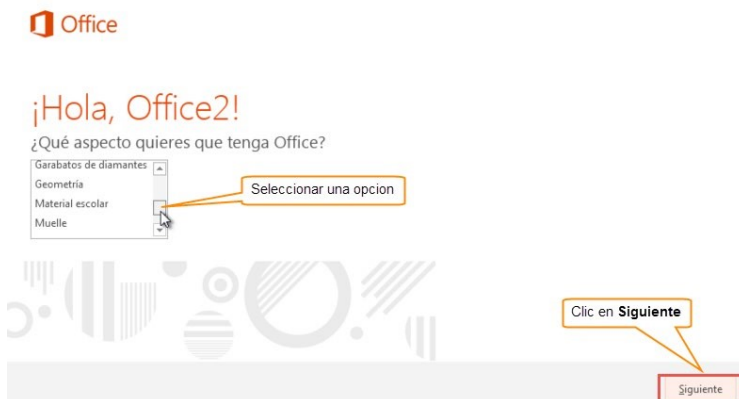 Office
¡Hola, Office2!
¿Qué aspecto quieres que tenga Office?
Garabatos de diamantes
Geometría
Material escolar
Muelle
Seleccionar una opcion
Clic en Siguiente
Siguiente